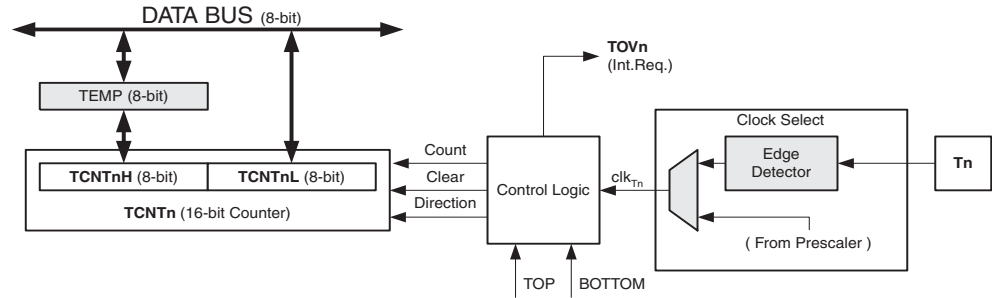 DATA BUS (8-bit)
TOVn
(Int.Req.)
TEMP (8-bit)
Clock Select
Count
Edge
Detector
Tn
TCNTnH (8-bit) TCNTnL (8-bit)
Clear
Control Logic
clkTn
TCNTn (16-bit Counter)
Direction
( From Prescaler )
TOP
BOTTOM